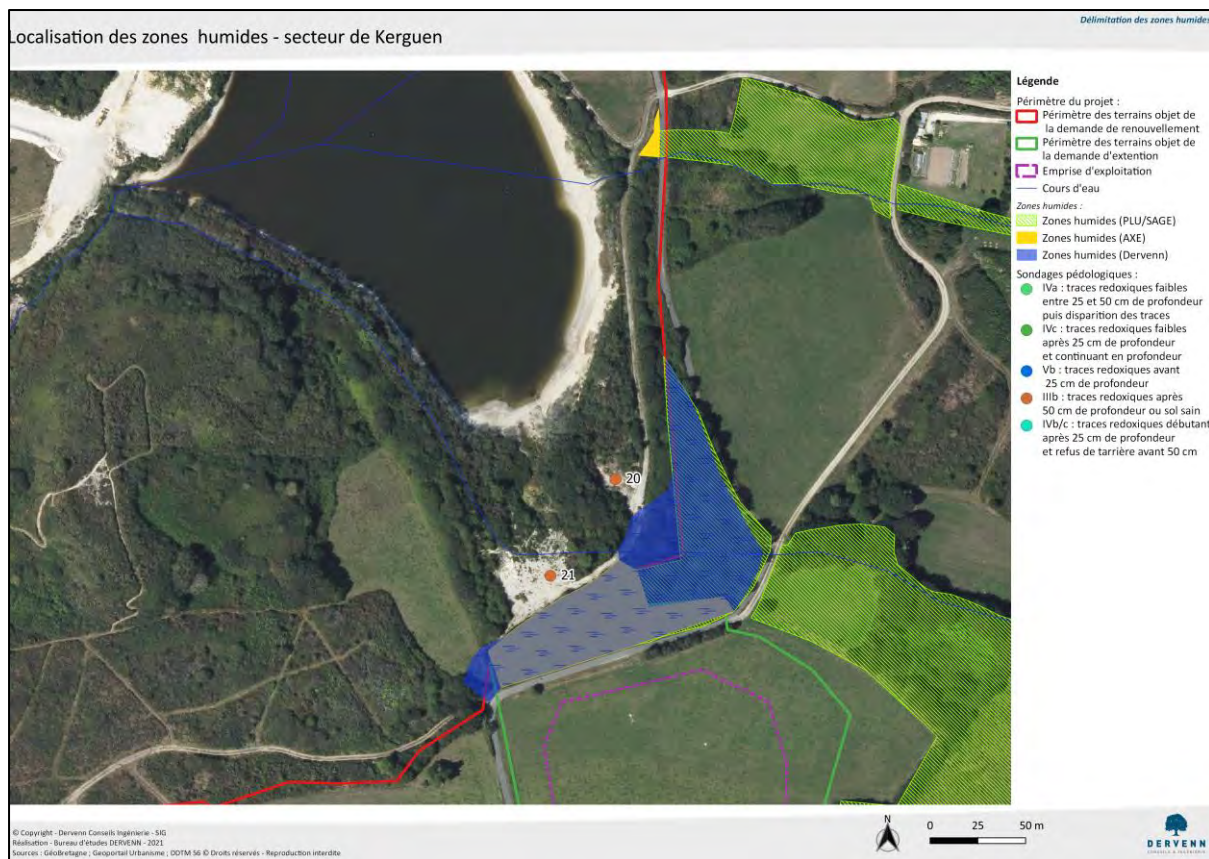 Délimitation des zones humides
Localisation des zones humides - secteur de Kerguen
Légende
Périmètre du projet :
Périmètre des terrains objet de
la demande de renouvellement
Périmètre des terrains objet de
la demande d'extention
Emprise d'exploitation
Cours d'eau
Zones humides :
Zones humides (PLU/SAGE)
Zones humides (AXE)
Zones humides (Dervenn)
Sondages pédologiques :
IVa : traces redoxiques faibles
entre 25 et 50 cm de profondeur
puis disparition des traces
IVc : traces redoxiques faibles
après 25 cm de profondeur
et continuant en profondeur
Vb : traces redoxiques avant
25 cm de profondeur
IIIb : traces redoxiques après
50 cm de profondeur ou sol sain
IVb/c : traces redoxiques débutant
après 25 cm de profondeur
et refus de tarrière avant 50 cm
20
21
© Copyright - Dervenn Conseils Ingénierie - SIG
Réalisation - Bureau d'études DERVENN - 2021
Sources : GéoBretagne ; Geoportail Urbanisme ; DDTM 56 © Droits réservés - Reproduction interdite
N
0 25 50 m
DERVENN
CONSEILS & INGÉNIERIE